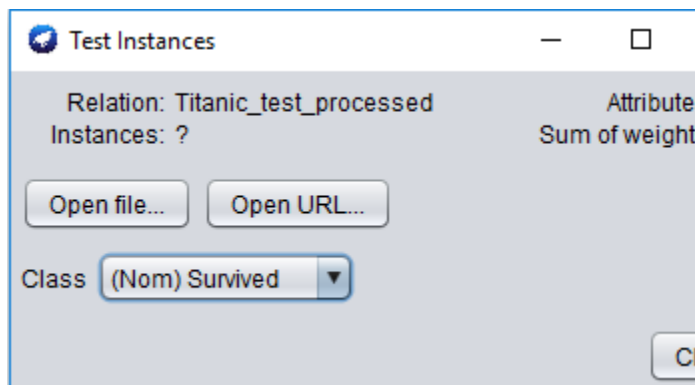 Test Instances
Relation: Titanic_test_processed Attribute
Instances: ? Sum of weight
Open file... Open URL...
Class (Nom) Survived